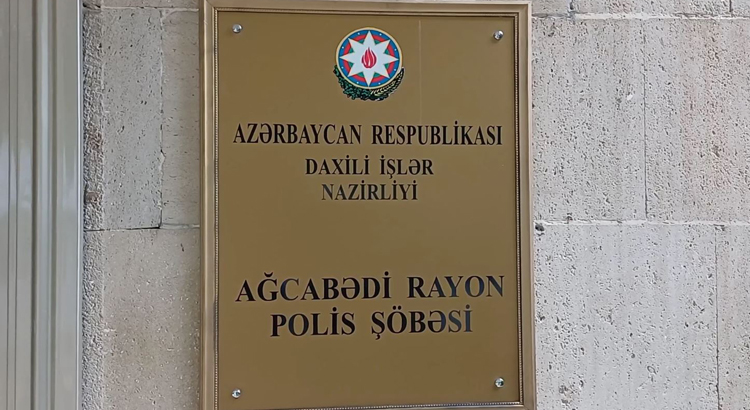 AZƏRBAYCAN RESPUBLİKASI
DAXİLİ İŞLƏR
NAZİRLİYİ
AĞCABƏDİ RAYON
POLİS ŞÖBƏSİ